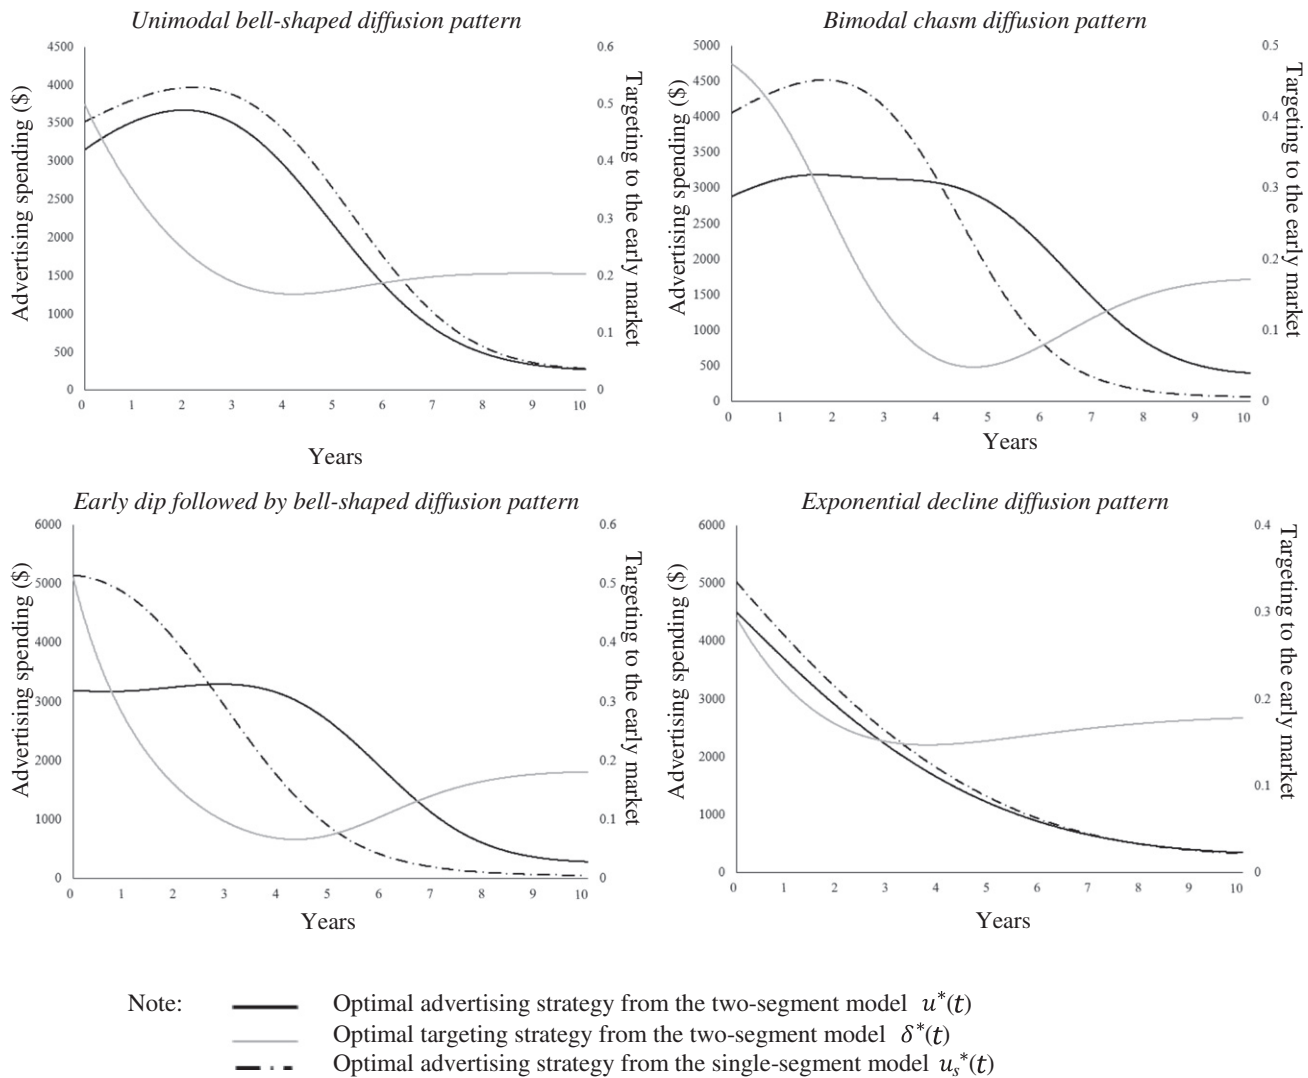 Unimodal bell-shaped diffusion pattern
Advertising spending ($)
4500
4000
3500
3000
2500
2000
1500
1000
500
0
0 1 2 3 4 5 6 7 8 9 10
Years
0.6
0.5
0.4
0.3
0.2
0.1
0
Targeting to the early market
Bimodal chasm diffusion pattern
Advertising spending ($)
5000
4500
4000
3500
3000
2500
2000
1500
1000
500
0
0 1 2 3 4 5 6 7 8 9 10
Years
0.5
0.4
0.3
0.2
0.1
0
Targeting to the early market
Early dip followed by bell-shaped diffusion pattern
Advertising spending ($)
6000
5000
4000
3000
2000
1000
0
0 1 2 3 4 5 6 7 8 9 10
Years
0.6
0.5
0.4
0.3
0.2
0.1
0
Targeting to the early market
Exponential decline diffusion pattern
Advertising spending ($)
6000
5000
4000
3000
2000
1000
0
0 1 2 3 4 5 6 7 8 9 10
Years
0.4
0.3
0.2
0.1
0
Targeting to the early market
Note: Optimal advertising strategy from the two-segment model u*(t)
Optimal targeting strategy from the two-segment model δ*(t)
Optimal advertising strategy from the single-segment model uₛ*(t)